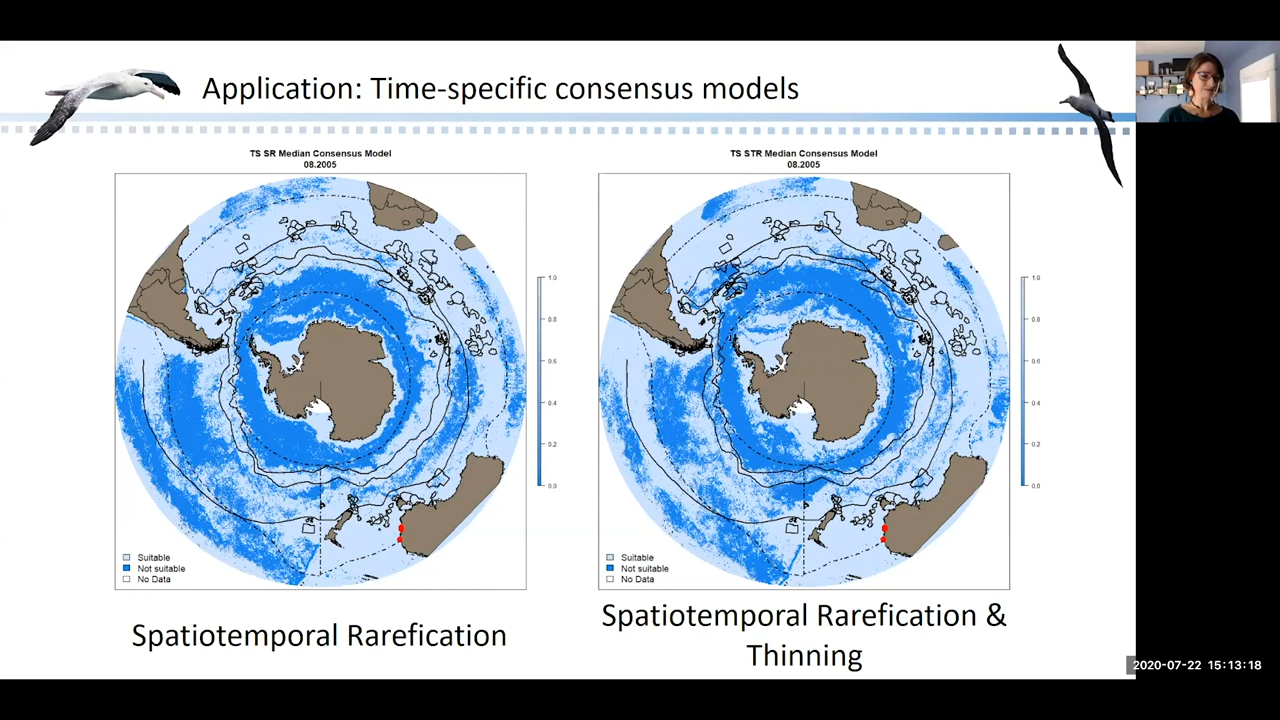 Application: Time-specific consensus models
TS SR Median Consensus Model
08.2005
1.0
0.8
0.6
0.4
0.2
0.0
Suitable
Not suitable
No Data
Spatiotemporal Rarefication
TS STR Median Consensus Model
08.2005
1.0
0.8
0.6
0.4
0.2
0.0
Suitable
Not suitable
No Data
Spatiotemporal Rarefication &
Thinning
2020-07-22 15:13:18